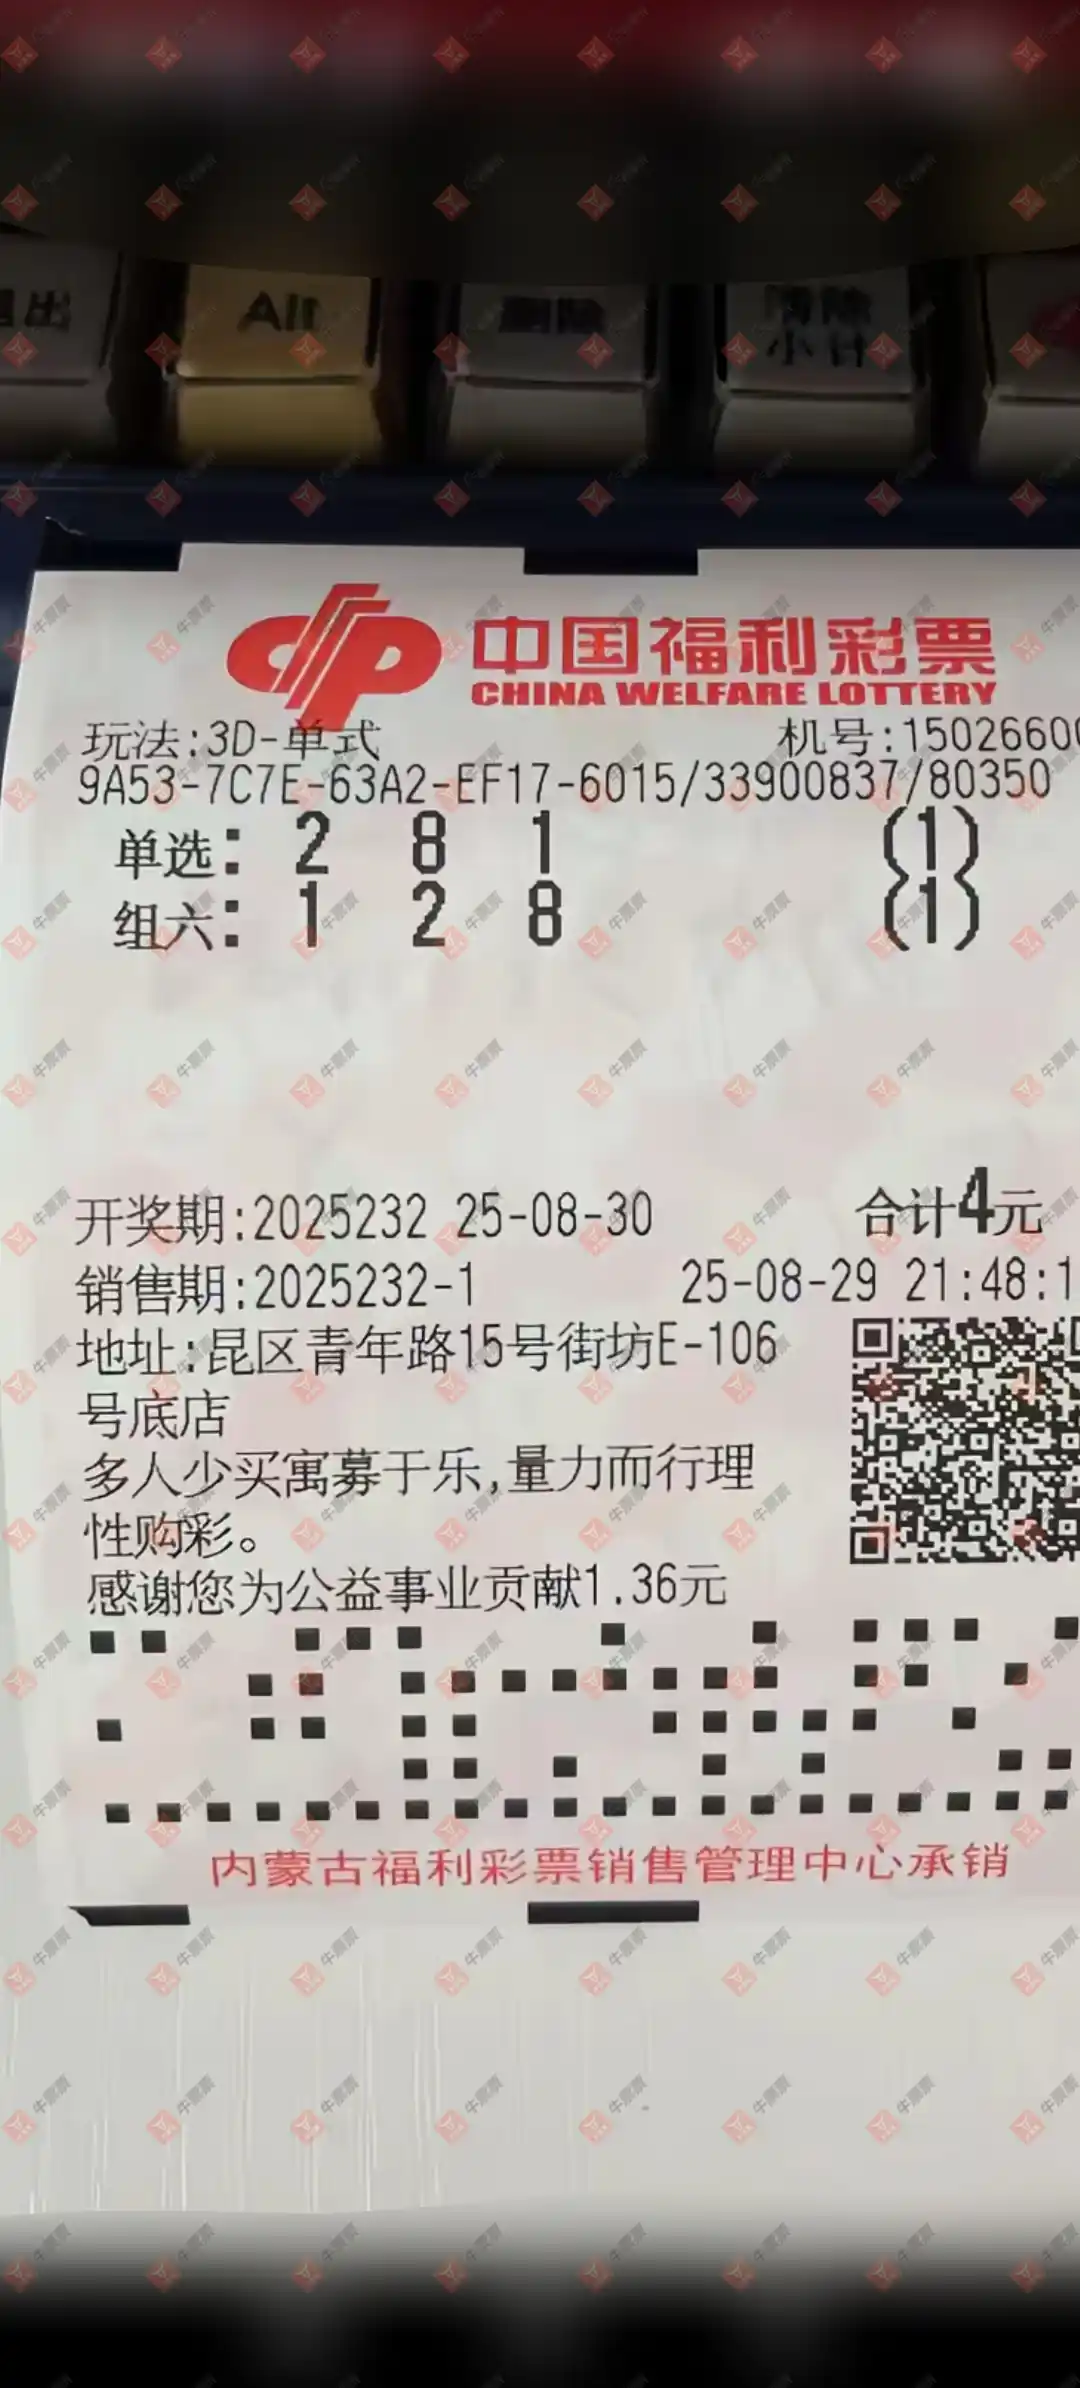 Alt
中国福利彩票
CHINA WELFARE LOTTERY
玩法:3D-单式 机号:15026600
9A53-7C7E-63A2-EF17-6015/33900837/80350
单选: 2 8 1 (1)
组六: 1 2 8 (1)
开奖期:2025232 25-08-30 合计4元
销售期:2025232-1 25-08-29 21:48:1
地址:昆区青年路15号街坊E-106
号底店
多人少买寓募于乐,量力而行理
性购彩。
感谢您为公益事业贡献1.36元
内蒙古福利彩票销售管理中心承销
牛票票